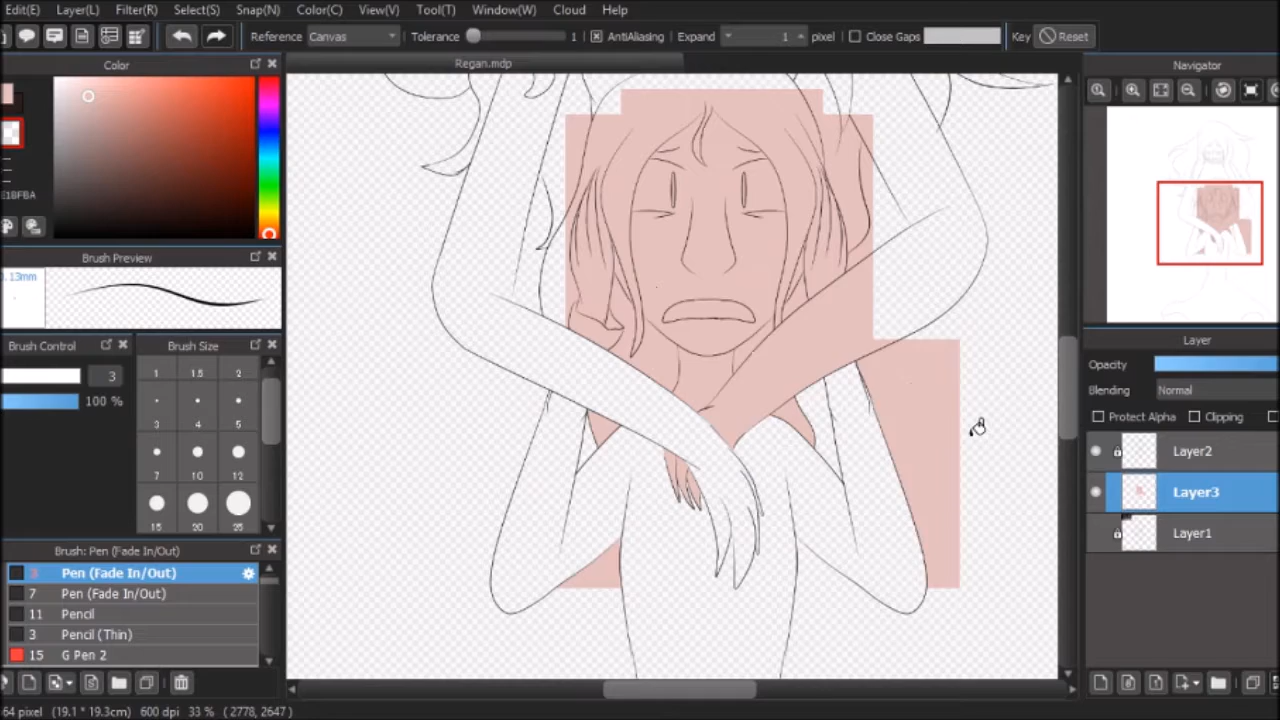 Edit(E) Layer(L) Filter(R) Select(S) Snap(N) Color(C) View(V) Tool(T) Window(W) Cloud Help
Reference Canvas Tolerance 1 AntiAliasing Expand 1 pixel Close Gaps Key Reset
Color
Regan.mdp
Navigator
E1BFBA
Brush Preview
0.13mm
Brush Control
Brush Size
3
100 %
1 1.5 2
3 4 5
7 10 12
15 20 25
Layer
Opacity
Blending Normal
Protect Alpha Clipping
Layer2
Layer3
Layer1
Brush: Pen (Fade In/Out)
3 Pen (Fade In/Out)
7 Pen (Fade In/Out)
11 Pencil
3 Pencil (Thin)
15 G Pen 2
64 pixel (19.1 * 19.3cm) 600 dpi 33 % ( 2778, 2647 )